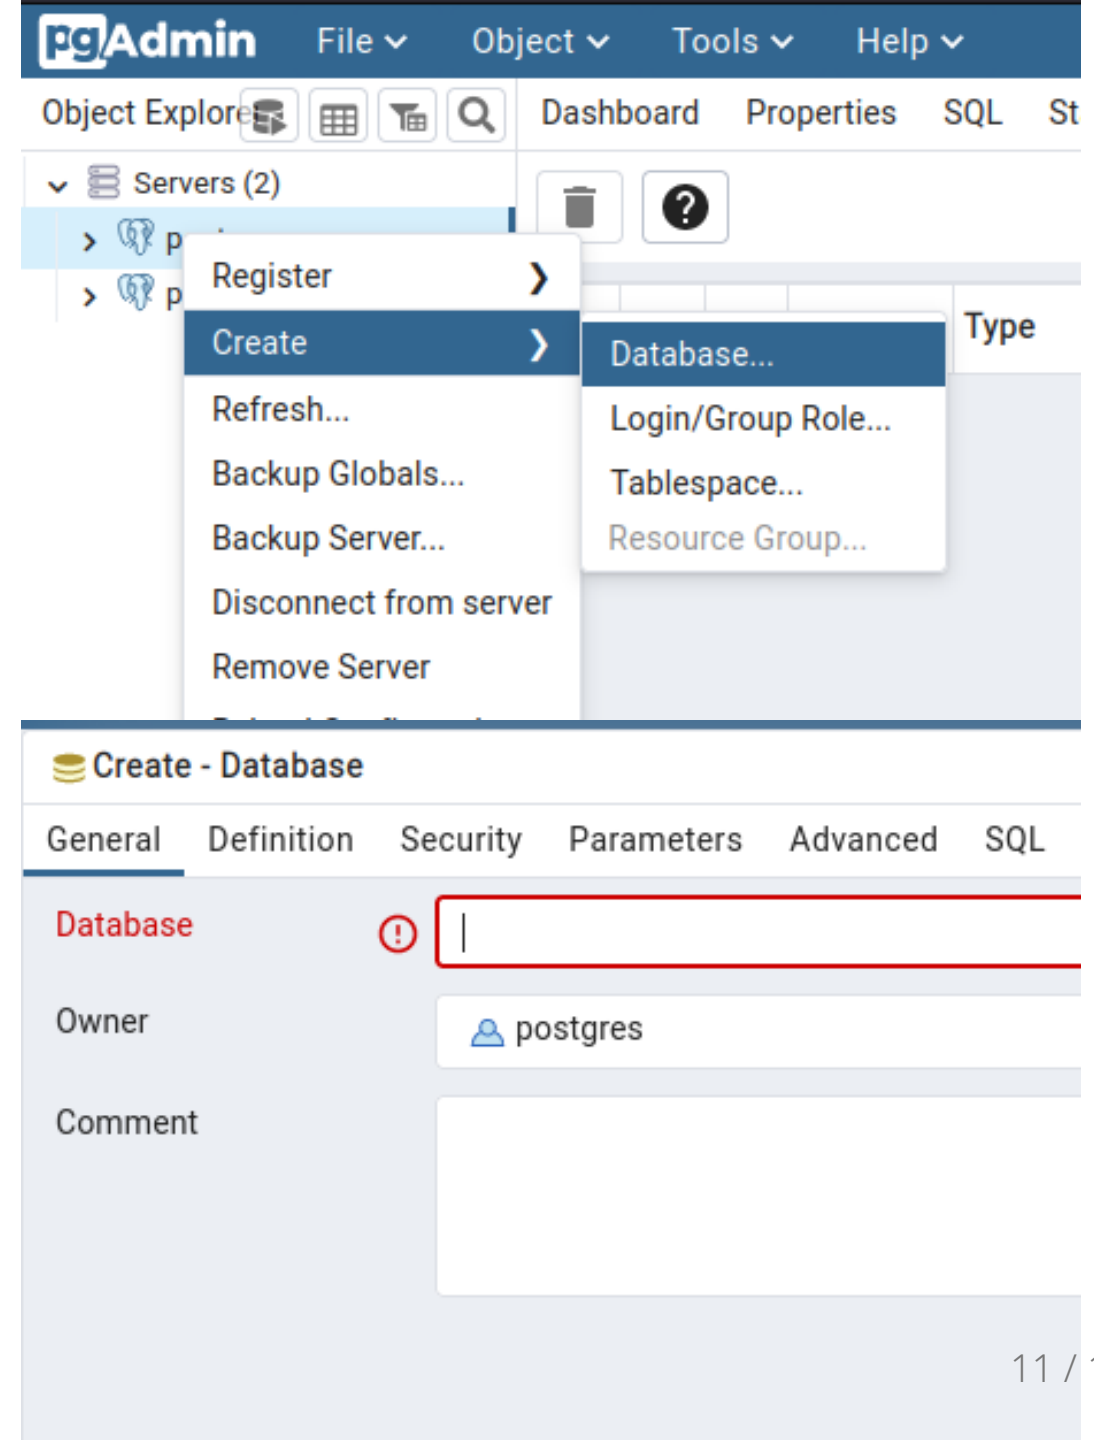 pgAdmin File Object Tools Help
Object Explore Dashboard Properties SQL St
Servers (2)
p
Register
p
Create
Type
Database...
Refresh...
Login/Group Role...
Backup Globals...
Tablespace...
Backup Server...
Resource Group...
Disconnect from server
Remove Server
Create - Database
General Definition Security Parameters Advanced SQL
Database
Owner
postgres
Comment
11 /